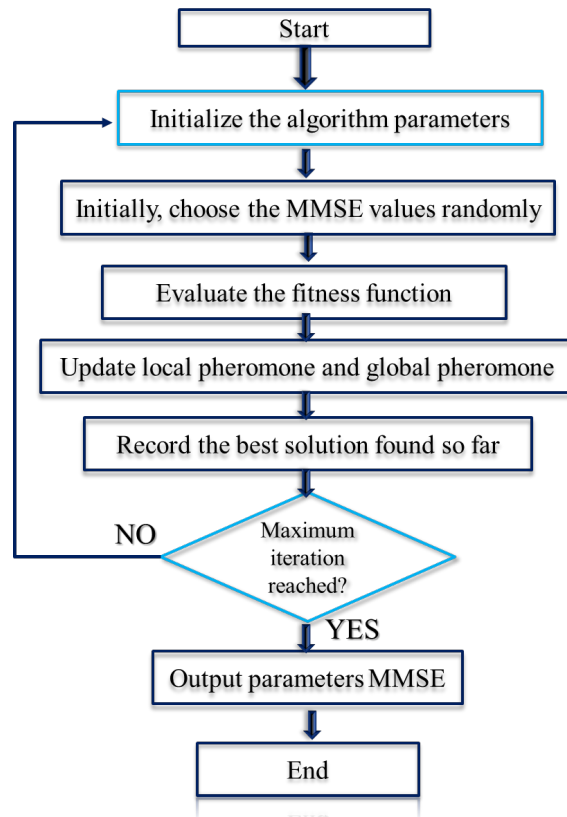 Start
Initialize the algorithm parameters
Initially, choose the MMSE values randomly
Evaluate the fitness function
Update local pheromone and global pheromone
Record the best solution found so far
NO
Maximum
iteration
reached?
YES
Output parameters MMSE
End